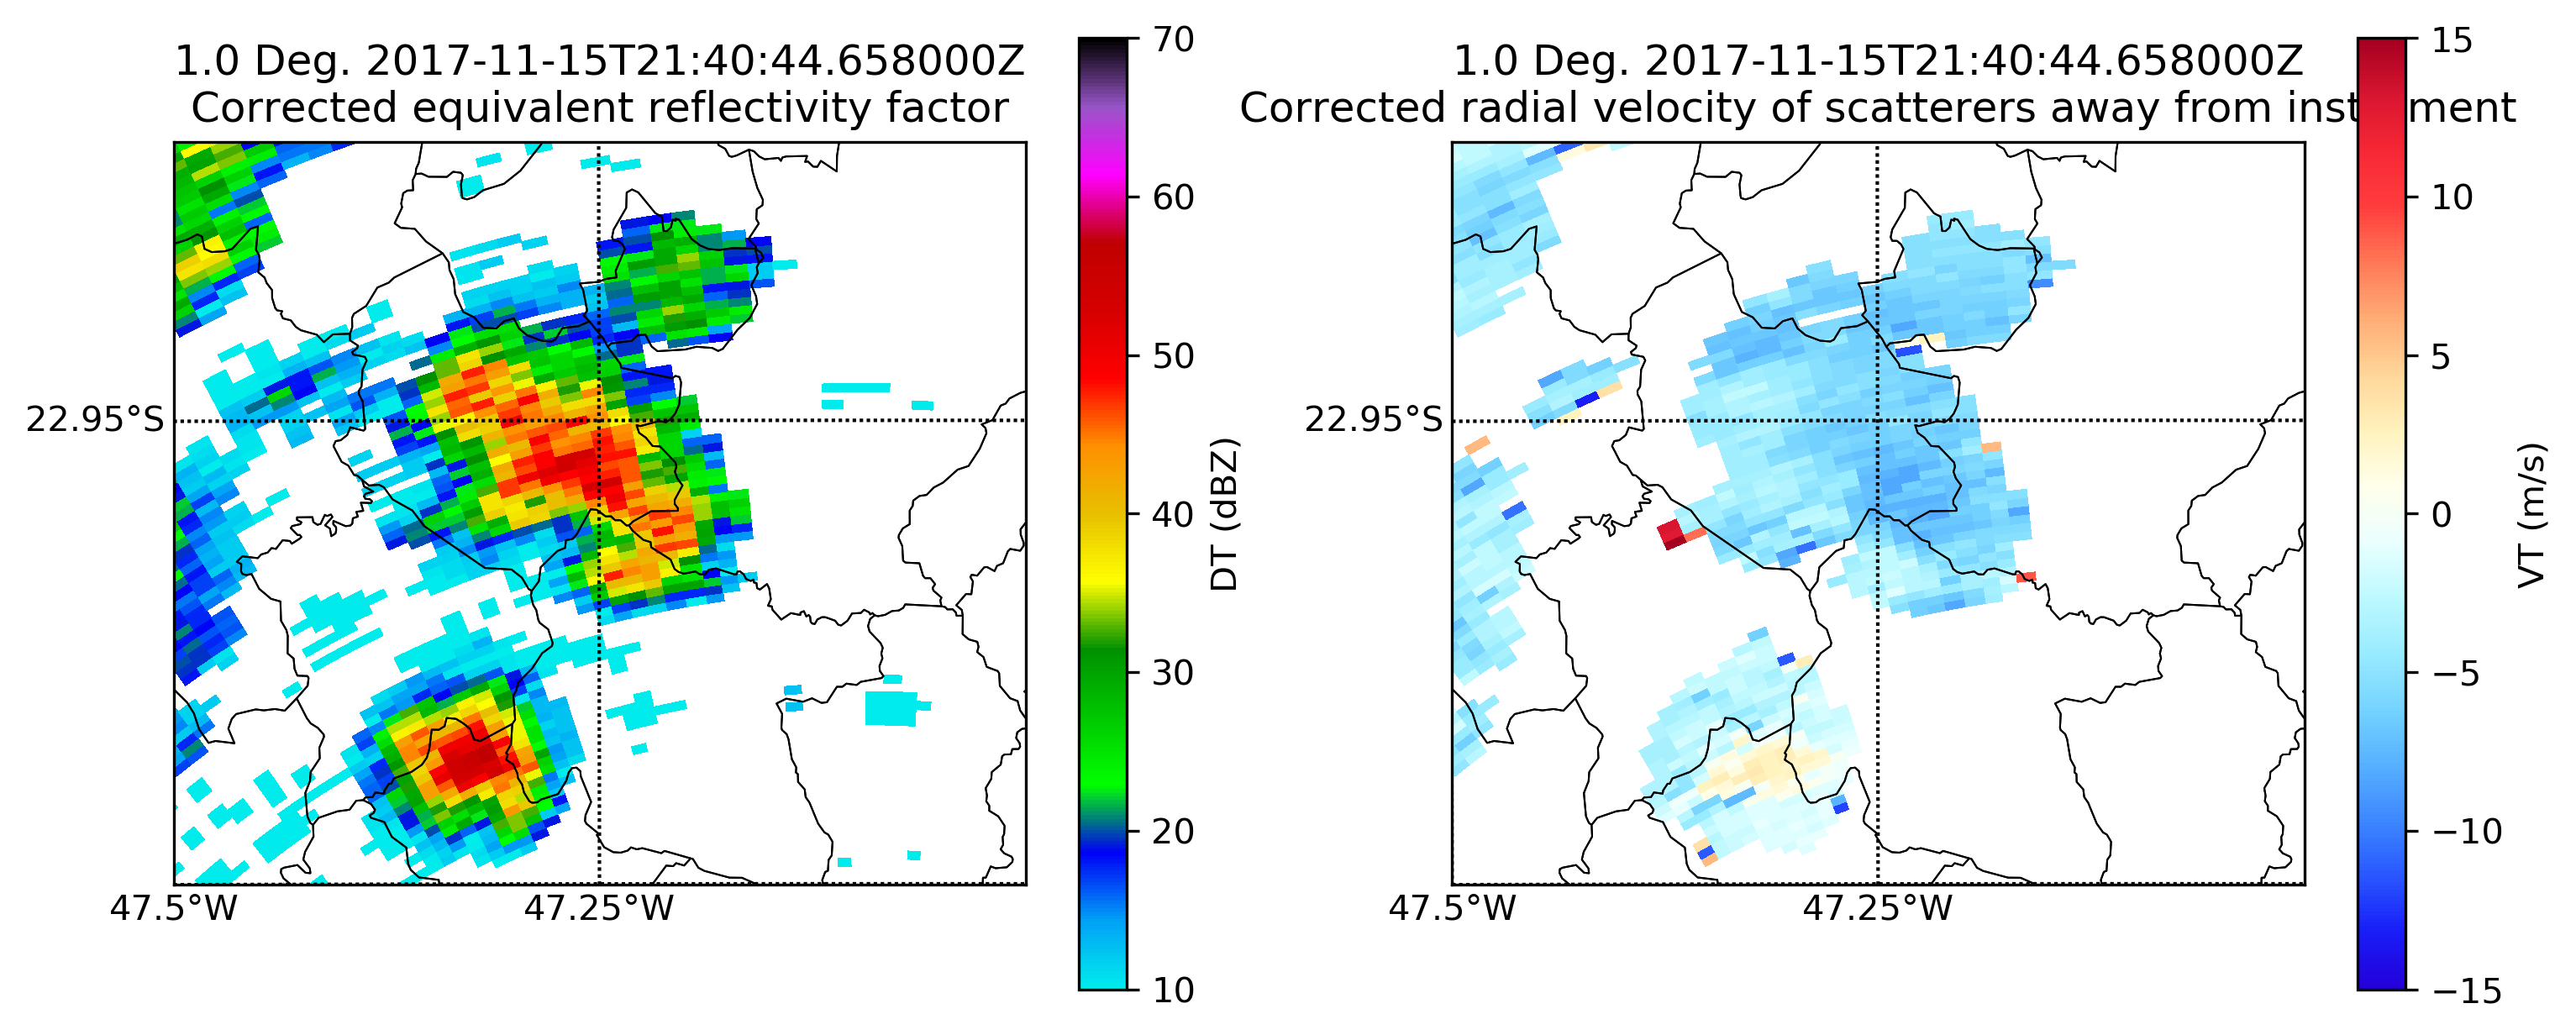 1.0 Deg. 2017-11-15T21:40:44.658000Z
Corrected equivalent reflectivity factor
22.95°S
47.5°W
47.25°W
70
60
50
40
30
20
10
DT (dBZ)
1.0 Deg. 2017-11-15T21:40:44.658000Z
Corrected radial velocity of scatterers away from inst ment
22.95°S
47.5°W
47.25°W
15
10
5
0
−5
−10
−15
VT (m/s)